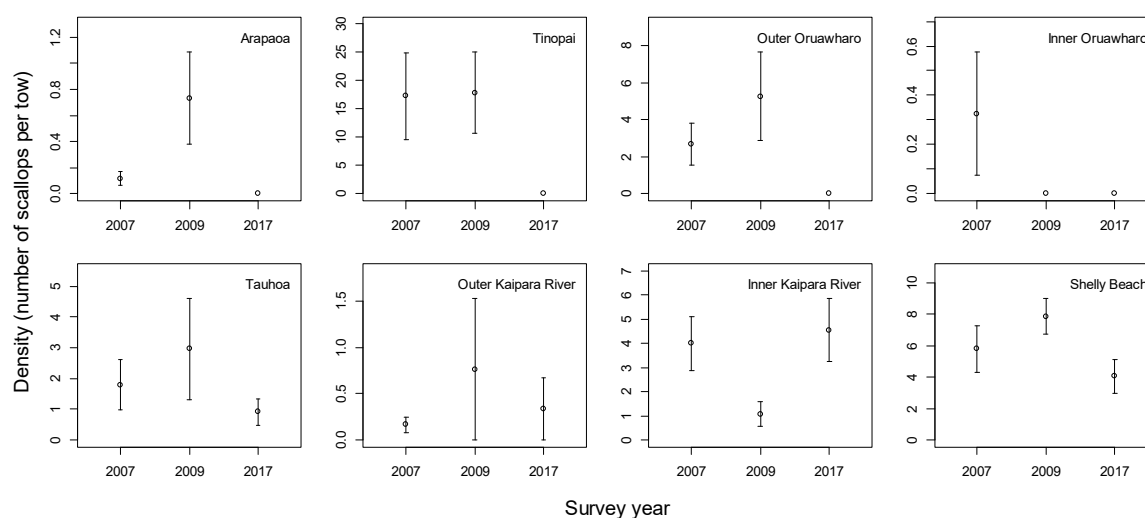 Density (number of scallops per tow)
Arapaoa
0.0 0.4 0.8 1.2
2007 2009 2017
Tinopai
0 5 10 15 20 25 30
2007 2009 2017
Outer Oruawharo
0 2 4 6 8
2007 2009 2017
Inner Oruawharo
0.0 0.2 0.4 0.6
2007 2009 2017
Tauhoa
0 1 2 3 4 5
2007 2009 2017
Outer Kaipara River
0.0 0.5 1.0 1.5
2007 2009 2017
Inner Kaipara River
0 1 2 3 4 5 6 7
2007 2009 2017
Shelly Beach
0 2 4 6 8 10
2007 2009 2017
Survey year